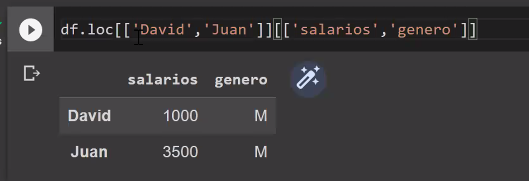 df.loc[['David','Juan']][['salarios','genero']]
salarios genero
David 1000 M
Juan 3500 M